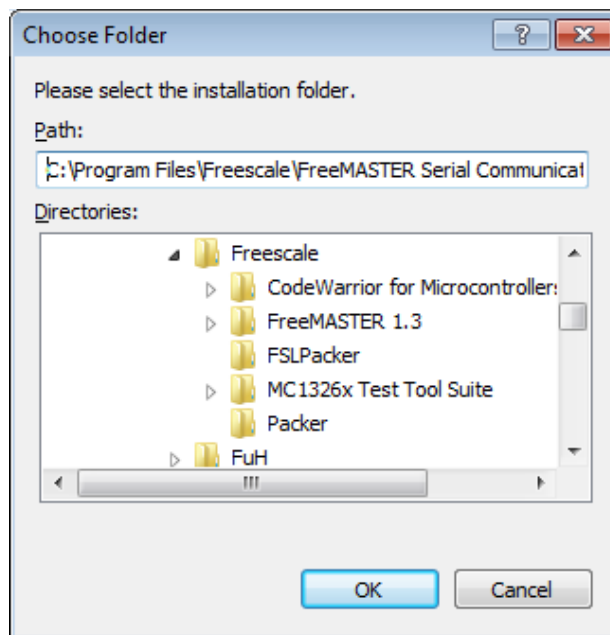 Choose Folder
Please select the installation folder.
Path:
C:\Program Files\Freescale\FreeMASTER Serial Communicat
Directories:
Freescale
CodeWarrior for Microcontrollers
FreeMASTER 1.3
FSLPacker
MC1326x Test Tool Suite
Packer
FuH
OK Cancel